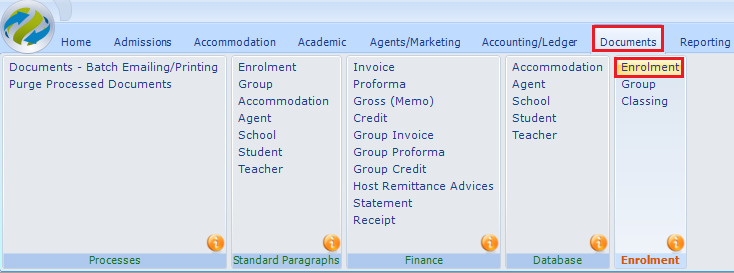 Home Admissions Accommodation Academic Agents/Marketing Accounting/Ledger Documents Reporting
Documents - Batch Emailing/Printing
Purge Processed Documents
Processes
Enrolment
Group
Accommodation
Agent
School
Student
Teacher
Standard Paragraphs
Invoice
Proforma
Gross (Memo)
Credit
Group Invoice
Group Proforma
Group Credit
Host Remittance Advices
Statement
Receipt
Finance
Accommodation
Agent
School
Student
Teacher
Database
Enrolment
Group
Classing
Enrolment